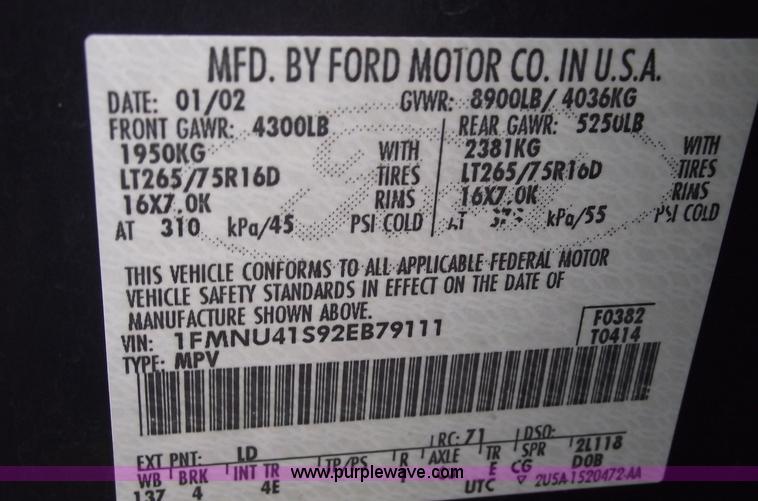 MFD. BY FORD MOTOR CO. IN U.S.A.
DATE: 01/02 GVWR: 8900LB/ 4036KG
FRONT GAWR: 4300LB REAR GAWR: 5250LB
1950KG WITH 2381KG WITH
LT265/75R16D TIRES LT265/75R16D TIRES
16X7.0K RIMS 16X7.0K RIMS
AT 310 kPa/45 PSI COLD AT kPa/55 PSI COLD
THIS VEHICLE CONFORMS TO ALL APPLICABLE FEDERAL MOTOR
VEHICLE SAFETY STANDARDS IN EFFECT ON THE DATE OF
MANUFACTURE SHOWN ABOVE.
VIN: 1FMNU41S92EB79111 F0382
TYPE: MPV T0414
EXT PNT: LD RC: 71 DSO:
WB BRK INT TR TP/PS R AXLE TR SPR 2L118
137 4 4E UTC E CG DOB
2U5A-1520472-AA
www.purplewave.com